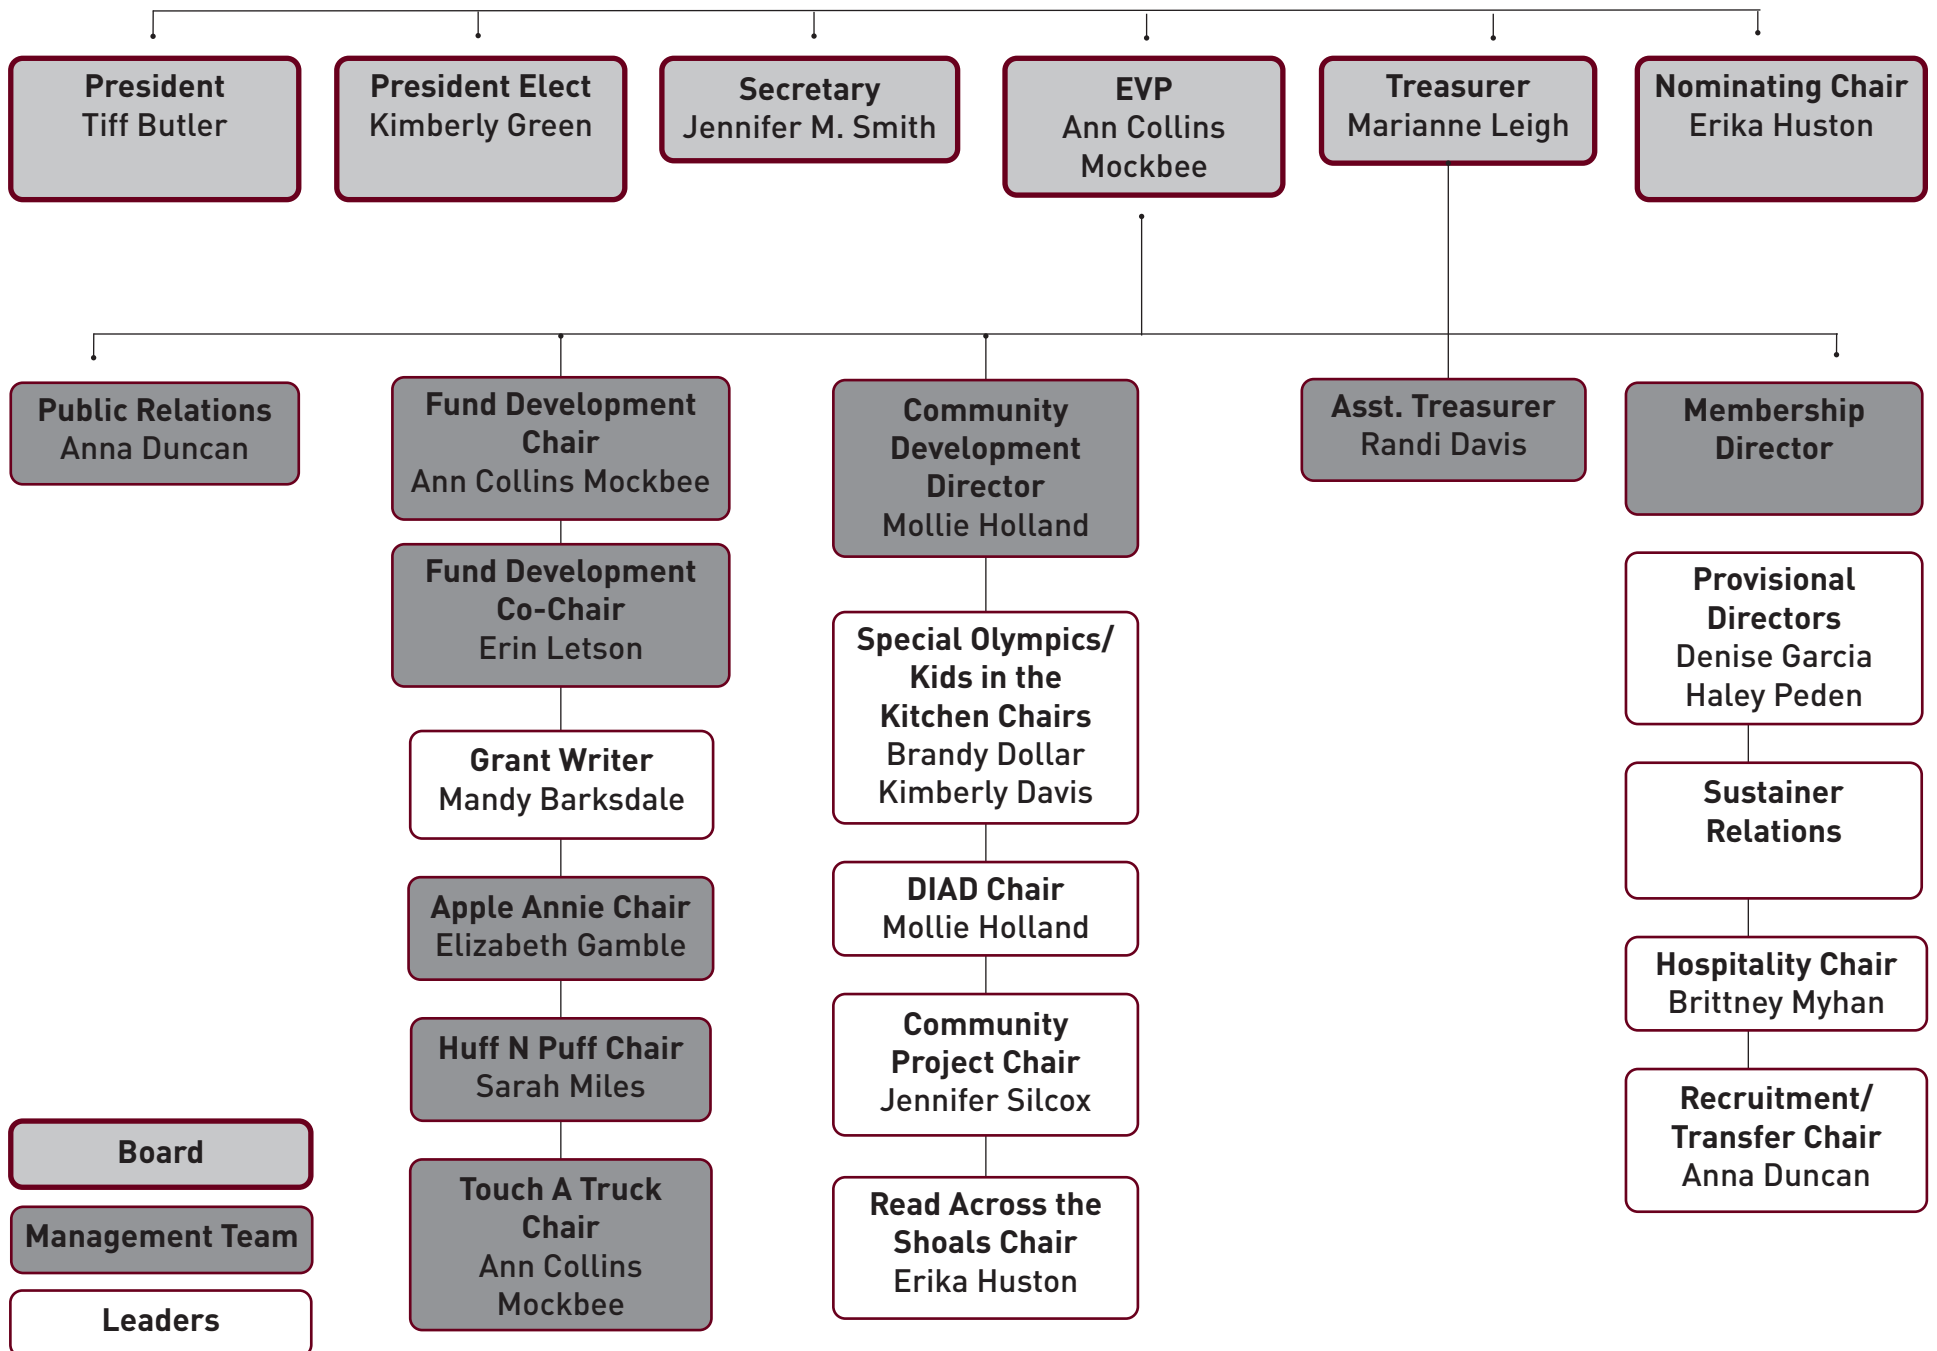 President
Tiff Butler
President Elect
Kimberly Green
Secretary
Jennifer M. Smith
EVP
Ann Collins
Mockbee
Treasurer
Marianne Leigh
Nominating Chair
Erika Huston
Public Relations
Anna Duncan
Fund Development
Chair
Ann Collins Mockbee
Fund Development
Co-Chair
Erin Letson
Grant Writer
Mandy Barksdale
Apple Annie Chair
Elizabeth Gamble
Huff N Puff Chair
Sarah Miles
Touch A Truck
Chair
Ann Collins
Mockbee
Community
Development
Director
Mollie Holland
Special Olympics/
Kids in the
Kitchen Chairs
Brandy Dollar
Kimberly Davis
DIAD Chair
Mollie Holland
Community
Project Chair
Jennifer Silcox
Read Across the
Shoals Chair
Erika Huston
Asst. Treasurer
Randi Davis
Membership
Director
Provisional
Directors
Denise Garcia
Haley Peden
Sustainer
Relations
Hospitality Chair
Brittney Myhan
Recruitment/
Transfer Chair
Anna Duncan
Board
Management Team
Leaders